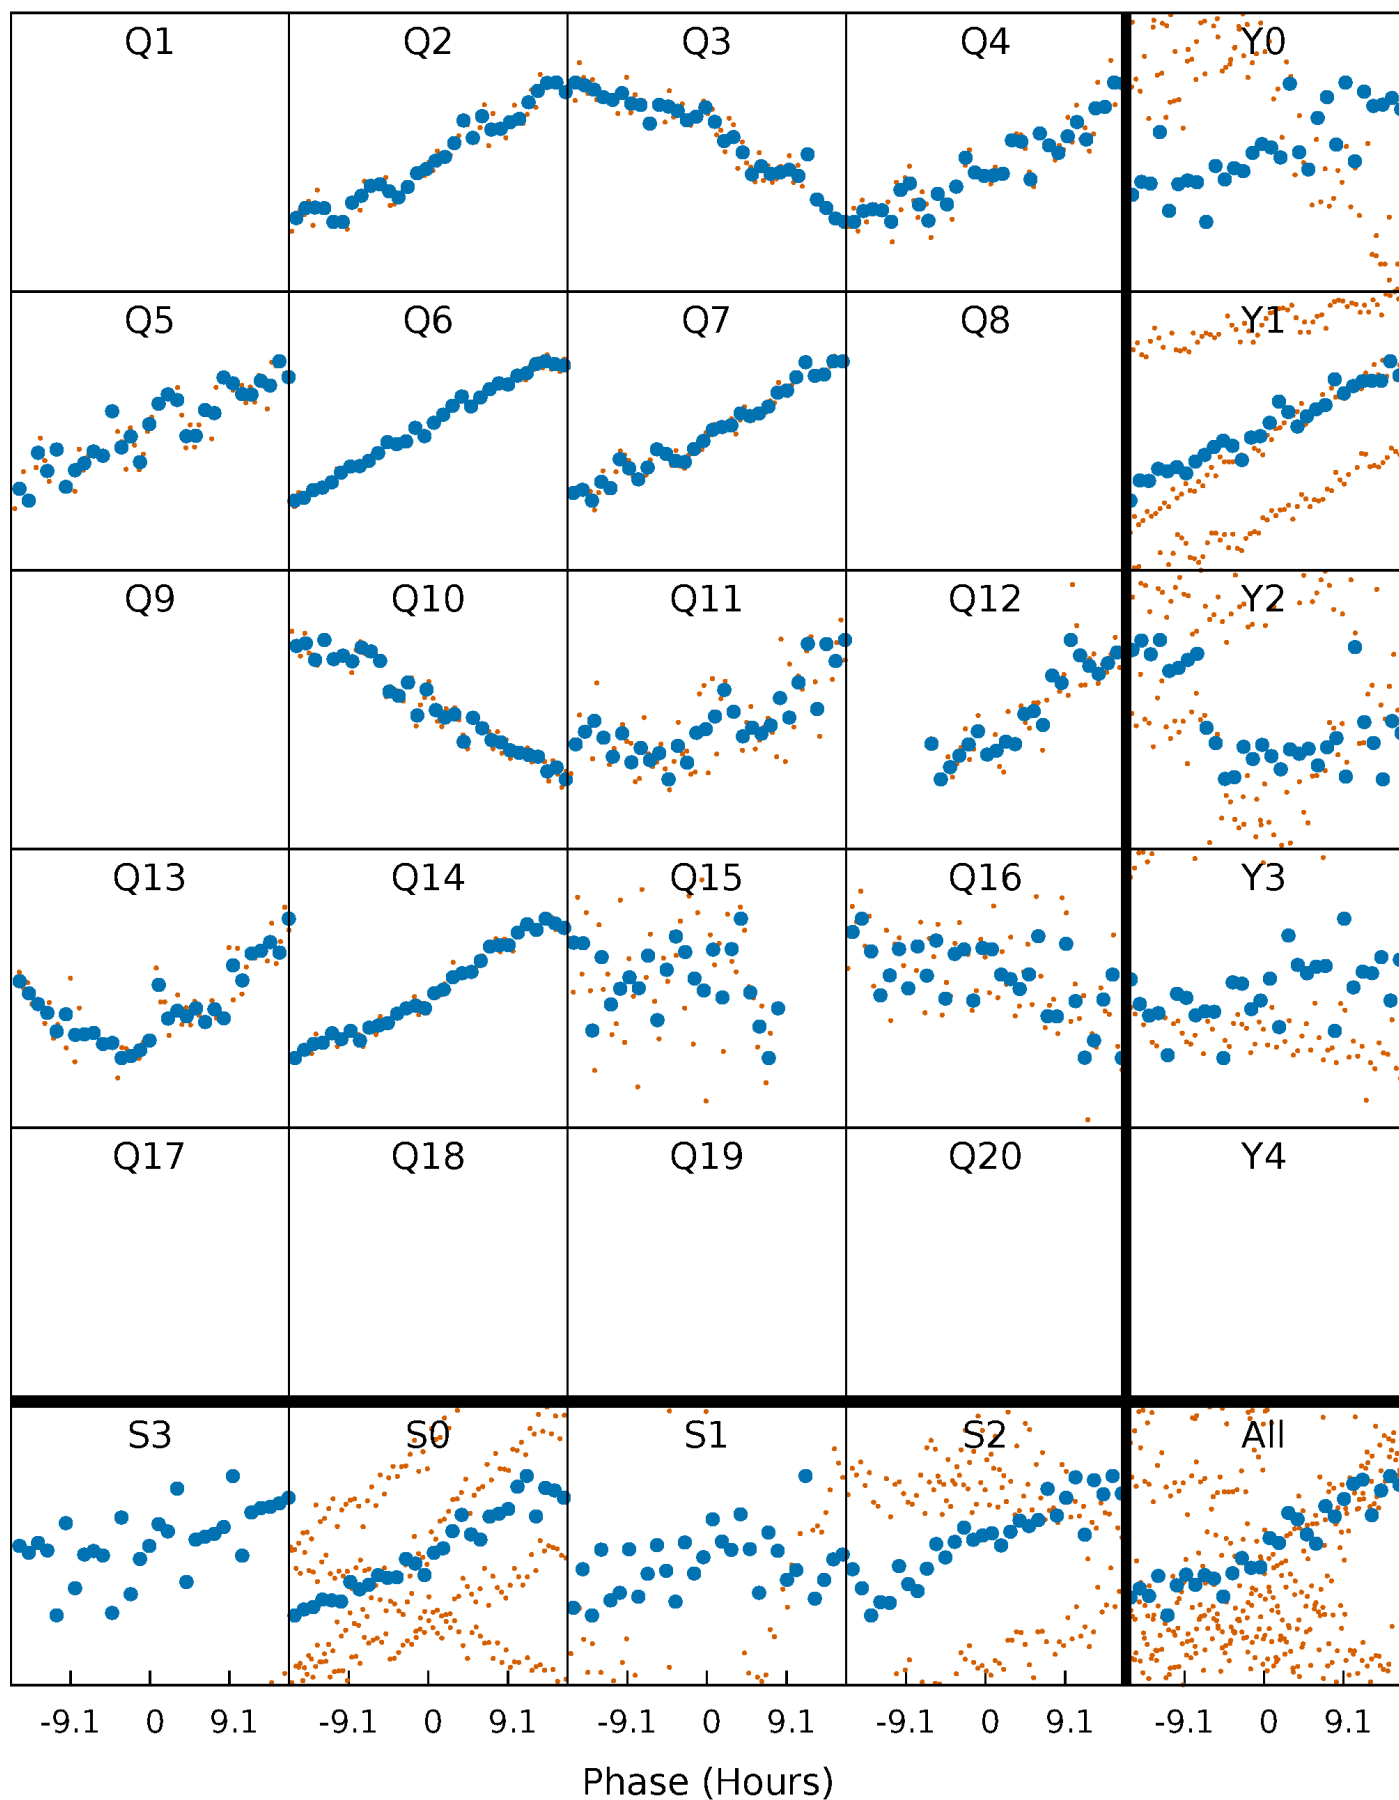 Q1 Q2 Q3 Q4 Y0
Q5 Q6 Q7 Q8 Y1
Q9 Q10 Q11 Q12 Y2
Q13 Q14 Q15 Q16 Y3
Q17 Q18 Q19 Q20 Y4
S3 S0 S1 S2 All
-9.1 0 9.1 -9.1 0 9.1 -9.1 0 9.1 -9.1 0 9.1 -9.1 0 9.1
Phase (Hours)